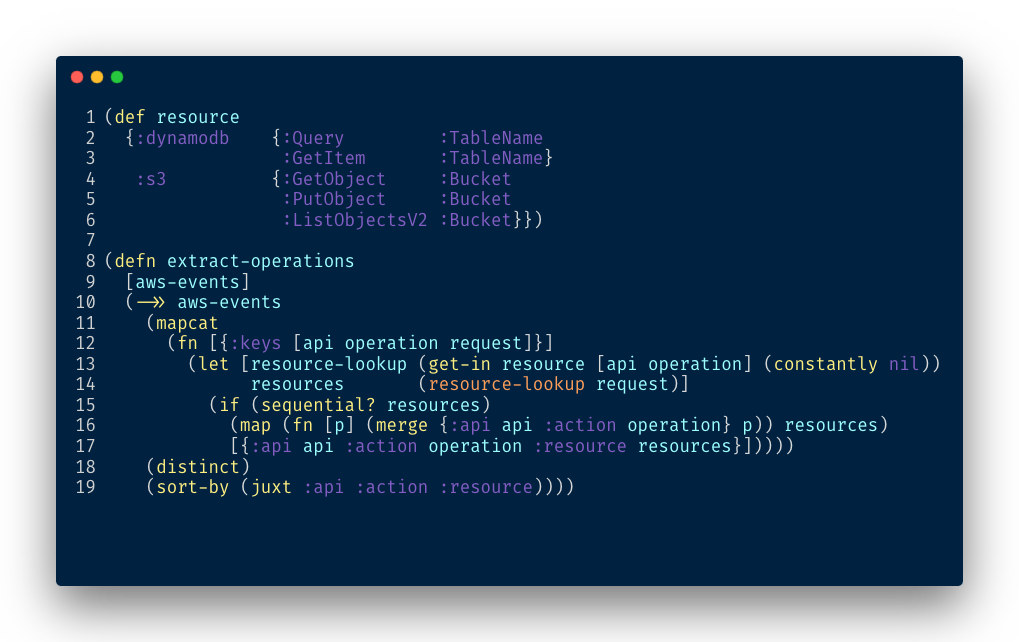 1 (def resource
2   {:dynamodb    {:Query         :TableName
3                  :GetItem       :TableName}
4    :s3          {:GetObject     :Bucket
5                  :PutObject     :Bucket
6                  :ListObjectsV2 :Bucket}})
7
8 (defn extract-operations
9   [aws-events]
10   (->> aws-events
11     (mapcat
12       (fn [{:keys [api operation request]}]
13         (let [resource-lookup (get-in resource [api operation] (constantly nil))
14               resources       (resource-lookup request)]
15           (if (sequential? resources)
16             (map (fn [p] (merge {:api api :action operation} p)) resources)
17             [{:api api :action operation :resource resources}]))))
18     (distinct)
19     (sort-by (juxt :api :action :resource))))